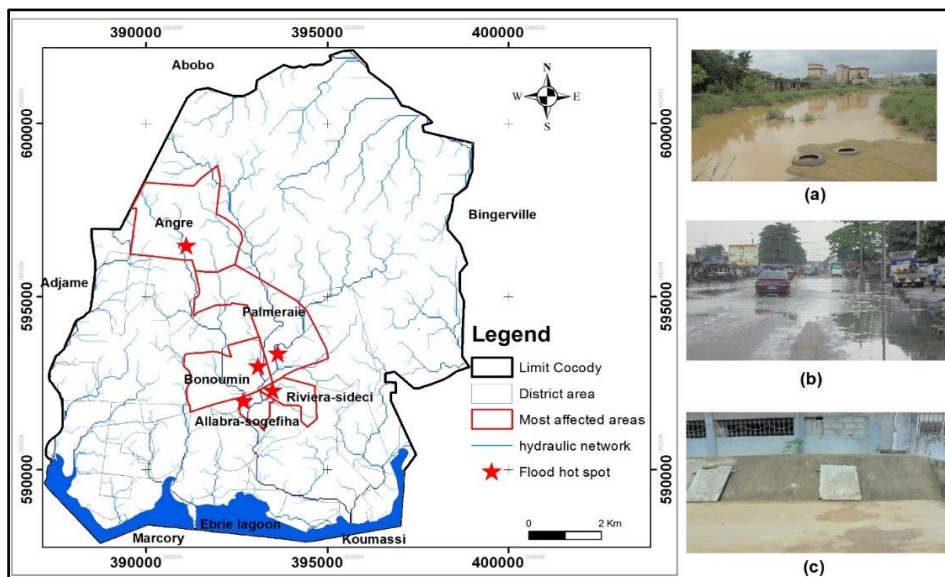 390000 395000 400000
Abobo
N
W E
S
600000 600000
Bingerville
Angre
Adjame
595000 595000
Palmeraie
Legend
Limit Cocody
Bonoumin
District area
Riviera-sideci
Most affected areas
Allabra-sogefiha
hydraulic network
Flood hot spot
590000 590000
0 2 Km
Ebrie lagoon
Marcory Koumassi
390000 395000 400000
(a)
(b)
(c)